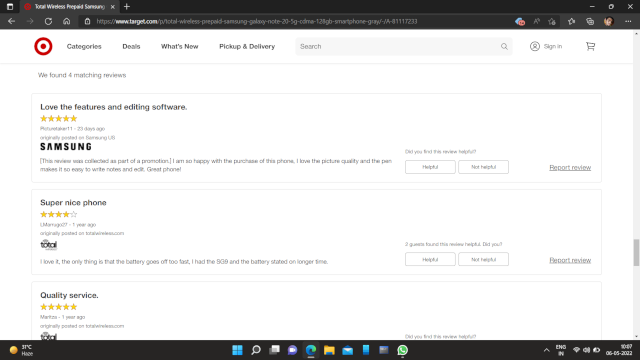 Total Wireless Prepaid Samsung
https://www.target.com/p/total-wireless-prepaid-samsung-galaxy-note-20-5g-cdma-128gb-smartphone-gray/-/A-81117233
Categories Deals What's New Pickup & Delivery Search Sign in
We found 4 matching reviews
Love the features and editing software.
Picturetaker11 - 23 days ago
originally posted on Samsung US
SAMSUNG
[This review was collected as part of a promotion.] I am so happy with the purchase of this phone, I love the picture quality and the pen
makes it so easy to write notes and edit. Great phone!
Did you find this review helpful?
Helpful Not helpful Report review
Super nice phone
LMarrugo27 - 1 year ago
originally posted on totalwireless.com
total
I love it, the only thing is that the battery goes off too fast, I had the SG9 and the battery stated on longer time.
2 guests found this review helpful. Did you?
Helpful Not helpful Report review
Quality service.
Maritza - 1 year ago
originally posted on totalwireless.com
total
Did you find this review helpful?
31°C
Haze
ENG
IN
10:07
06-05-2022